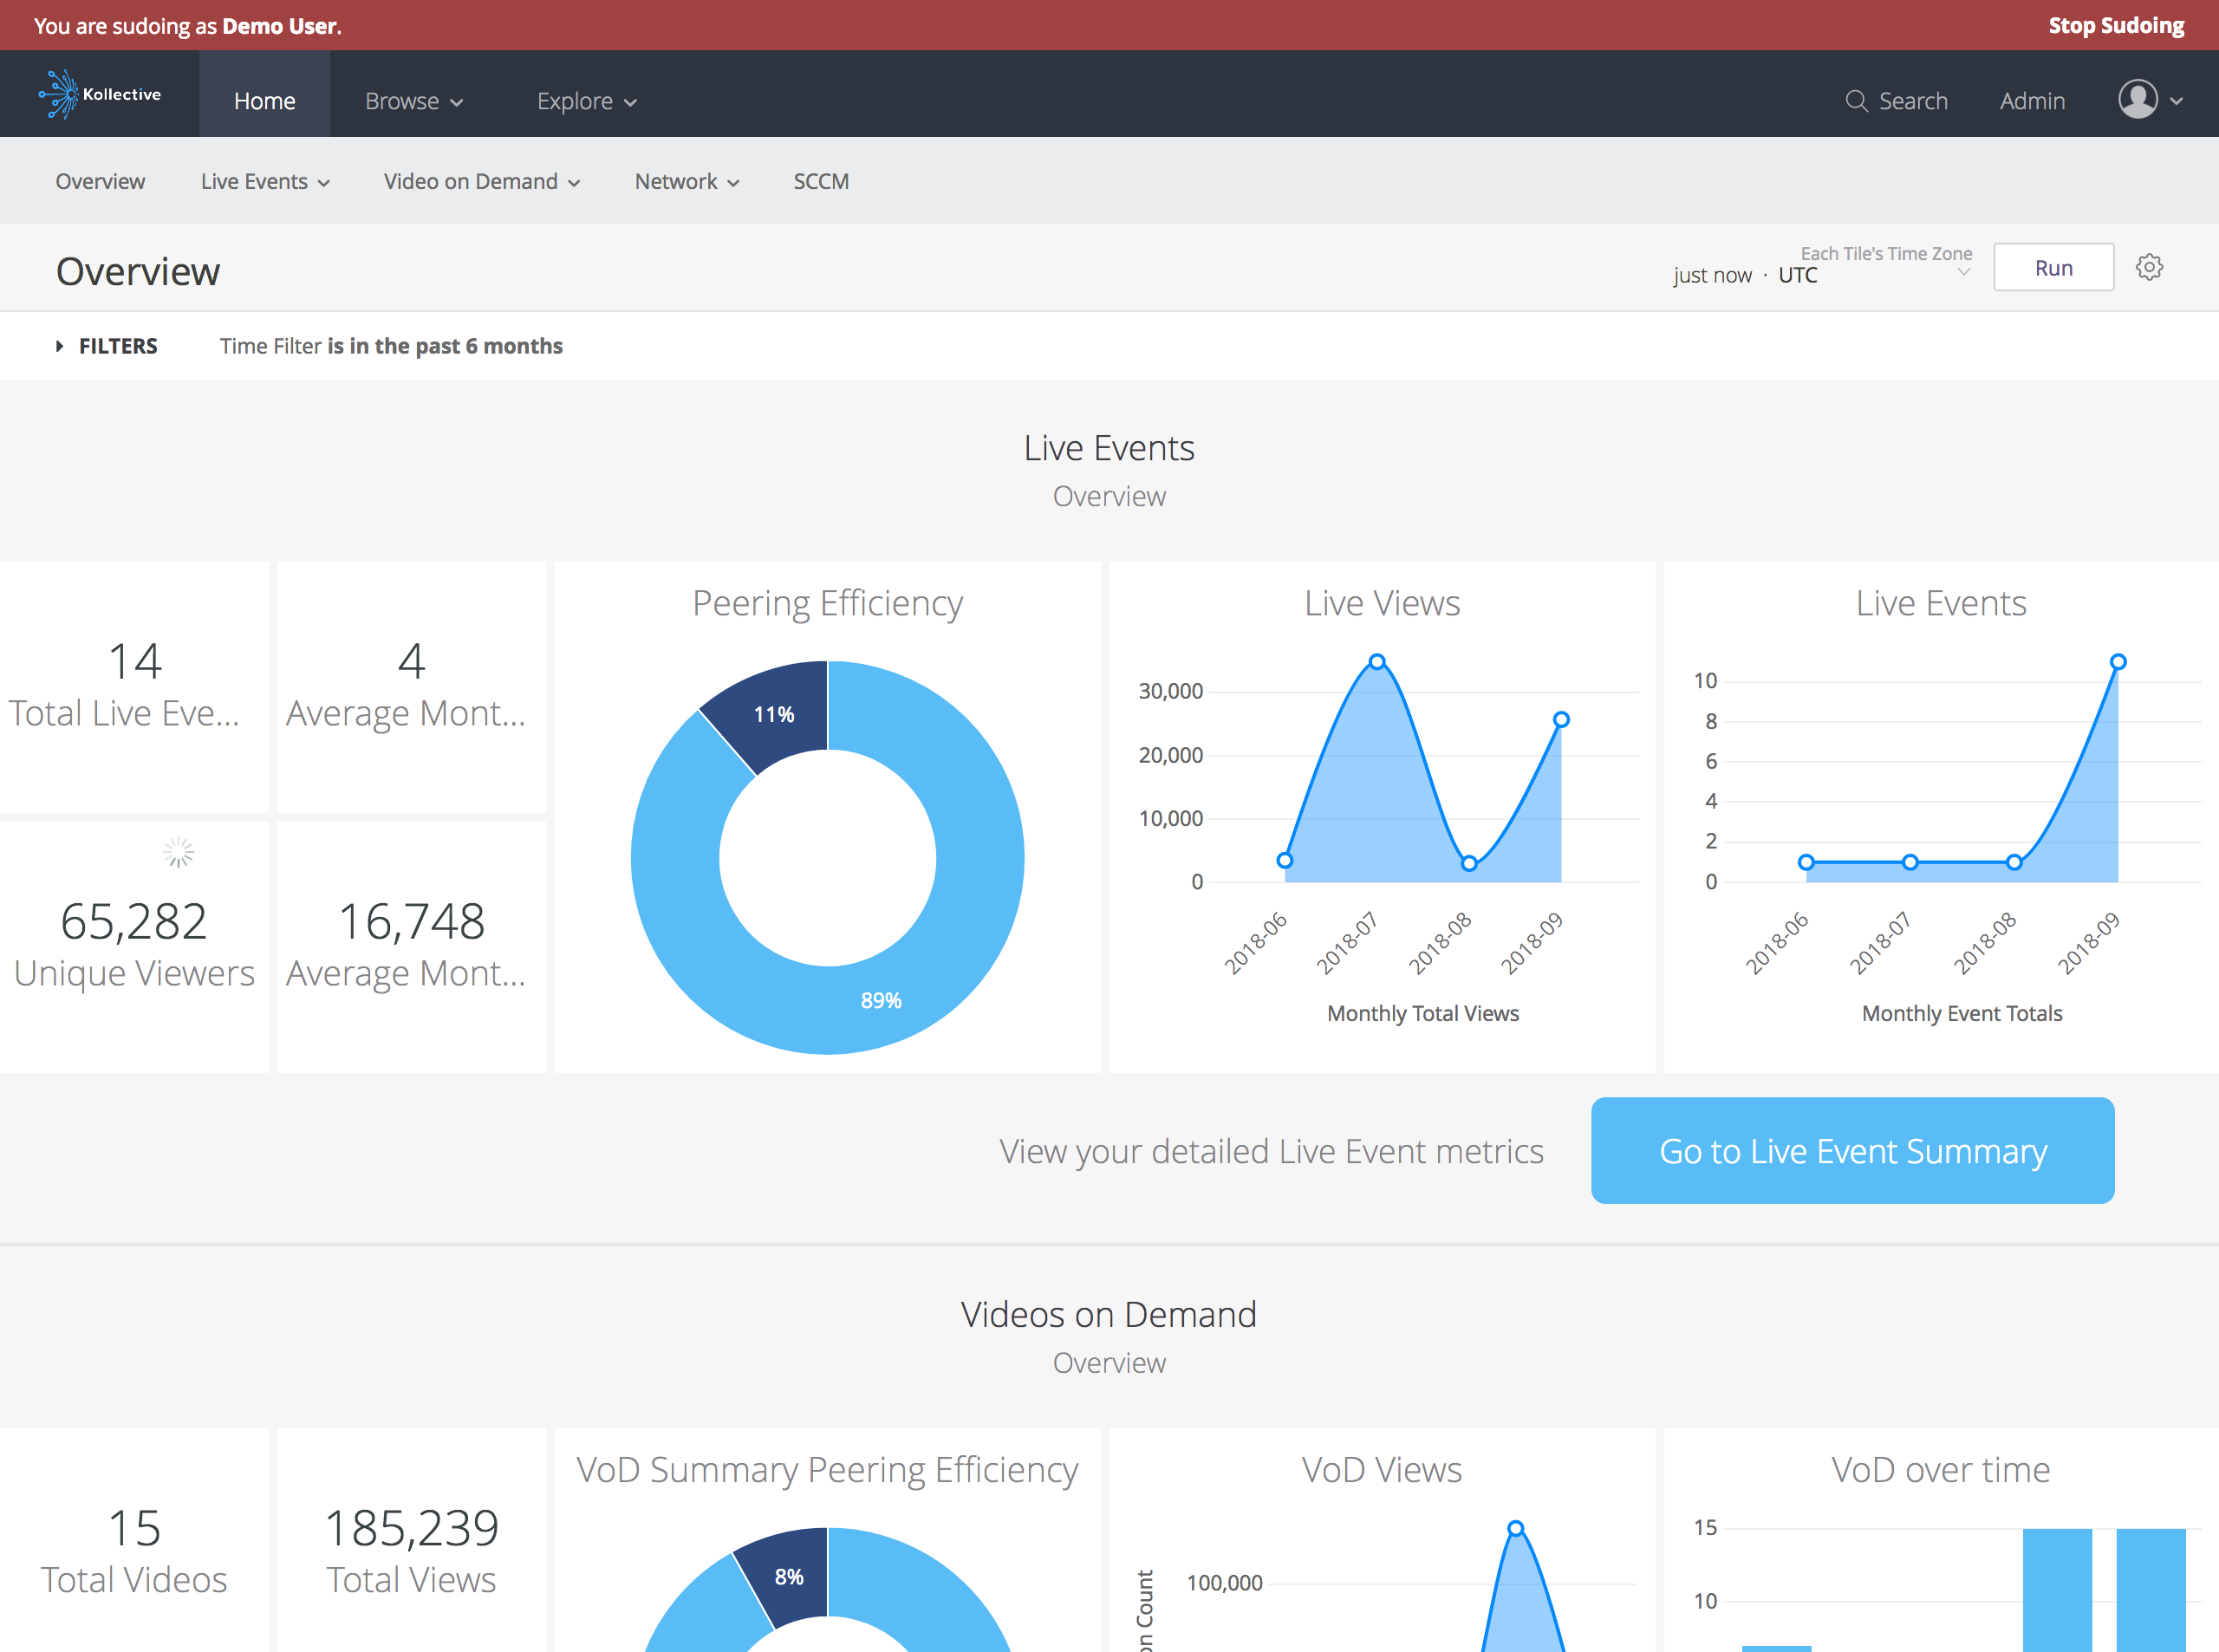 You are sudoing as Demo User.
Stop Sudoing
Kollective
Home
Browse
Explore
Search
Admin
Overview
Live Events
Video on Demand
Network
SCCM
Overview
Each Tile's Time Zone
just now · UTC
Run
FILTERS
Time Filter is in the past 6 months
Live Events
Overview
14
Total Live Eve...
4
Average Mont...
65,282
Unique Viewers
16,748
Average Mont...
Peering Efficiency
11%
89%
Live Views
30,000
20,000
10,000
0
2018-06
2018-07
2018-08
2018-09
Monthly Total Views
Live Events
10
8
6
4
2
0
2018-06
2018-07
2018-08
2018-09
Monthly Event Totals
View your detailed Live Event metrics
Go to Live Event Summary
Videos on Demand
Overview
15
Total Videos
185,239
Total Views
VoD Summary Peering Efficiency
8%
VoD Views
100,000
Count
VoD over time
15
10